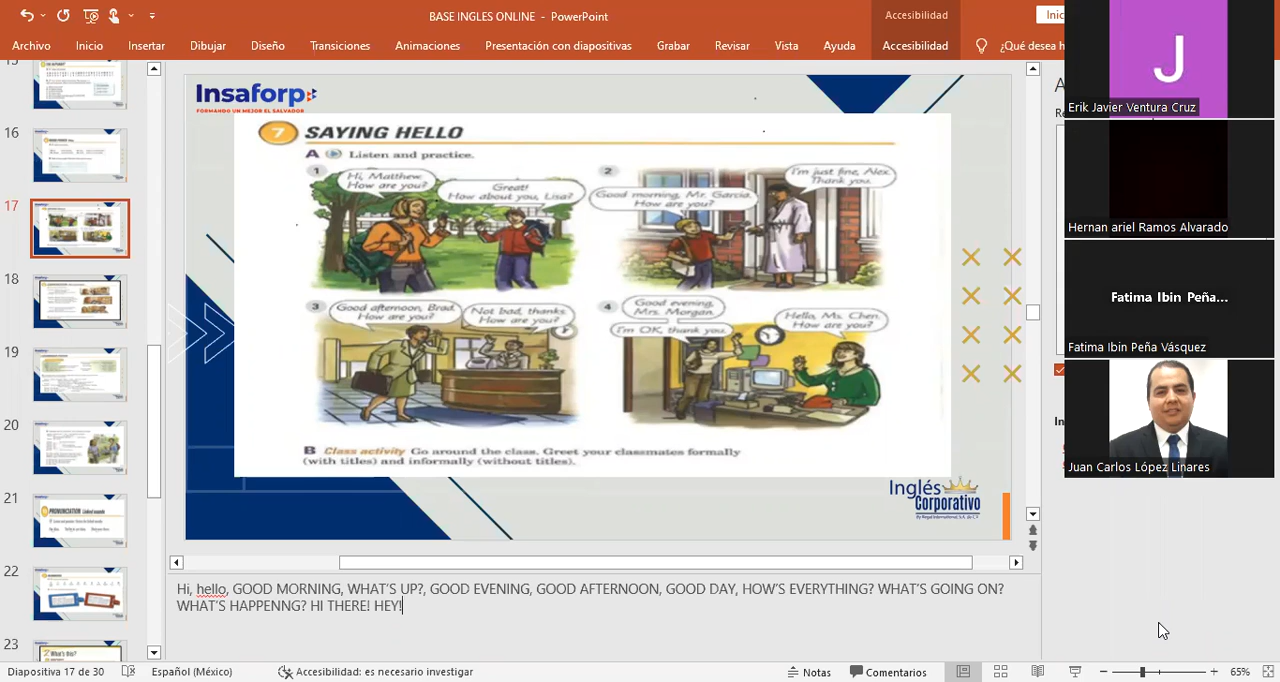 BASE INGLES ONLINE - PowerPoint
Accesibilidad
Inic
Archivo
Inicio
Insertar
Dibujar
Diseño
Transiciones
Animaciones
Presentación con diapositivas
Grabar
Revisar
Vista
Ayuda
Accesibilidad
¿Qué desea h
16
17
18
19
20
21
22
23
Insaforp
FORMANDO UN MEJOR EL SALVADOR
7 SAYING HELLO
A Listen and practice.
1
Hi, Matthew.
How are you?
Great!
How about you, Lisa?
2
Good morning, Mr. Garcia.
How are you?
I'm just fine, Alex.
Thank you.
3
Good afternoon, Brad.
How are you?
Not bad, thanks.
How are you?
4
Good evening,
Mrs. Morgan.
I'm OK, thank you.
Hello, Ms. Chen.
How are you?
B Class activity Go around the class. Greet your classmates formally
(with titles) and informally (without titles).
Inglés
Corporativo
By Regal International, S.A. de C.V.
Hi, hello, GOOD MORNING, WHAT'S UP?, GOOD EVENING, GOOD AFTERNOON, GOOD DAY, HOW'S EVERYTHING? WHAT'S GOING ON?
WHAT'S HAPPENNG? HI THERE! HEY!
J
Erik Javier Ventura Cruz
Hernan ariel Ramos Alvarado
Fatima Ibin Peña...
Fatima Ibin Peña Vásquez
Juan Carlos López Linares
Diapositiva 17 de 30
Español (México)
Accesibilidad: es necesario investigar
Notas
Comentarios
65%